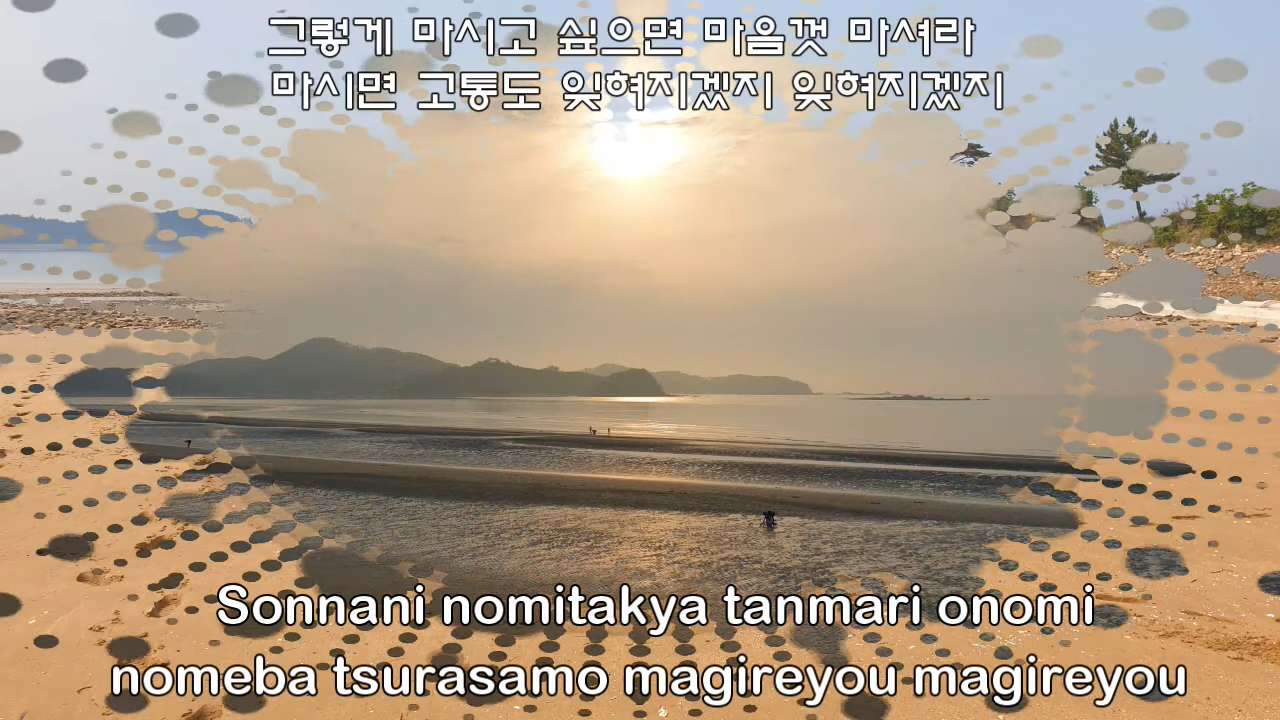 그렇게 마시고 싶으면 마음껏 마셔라
마시면 고통도 잊혀지겠지 잊혀지겠지
Sonnani nomitakya tanmari onomi
nomeba tsurasamo magireyou magireyou